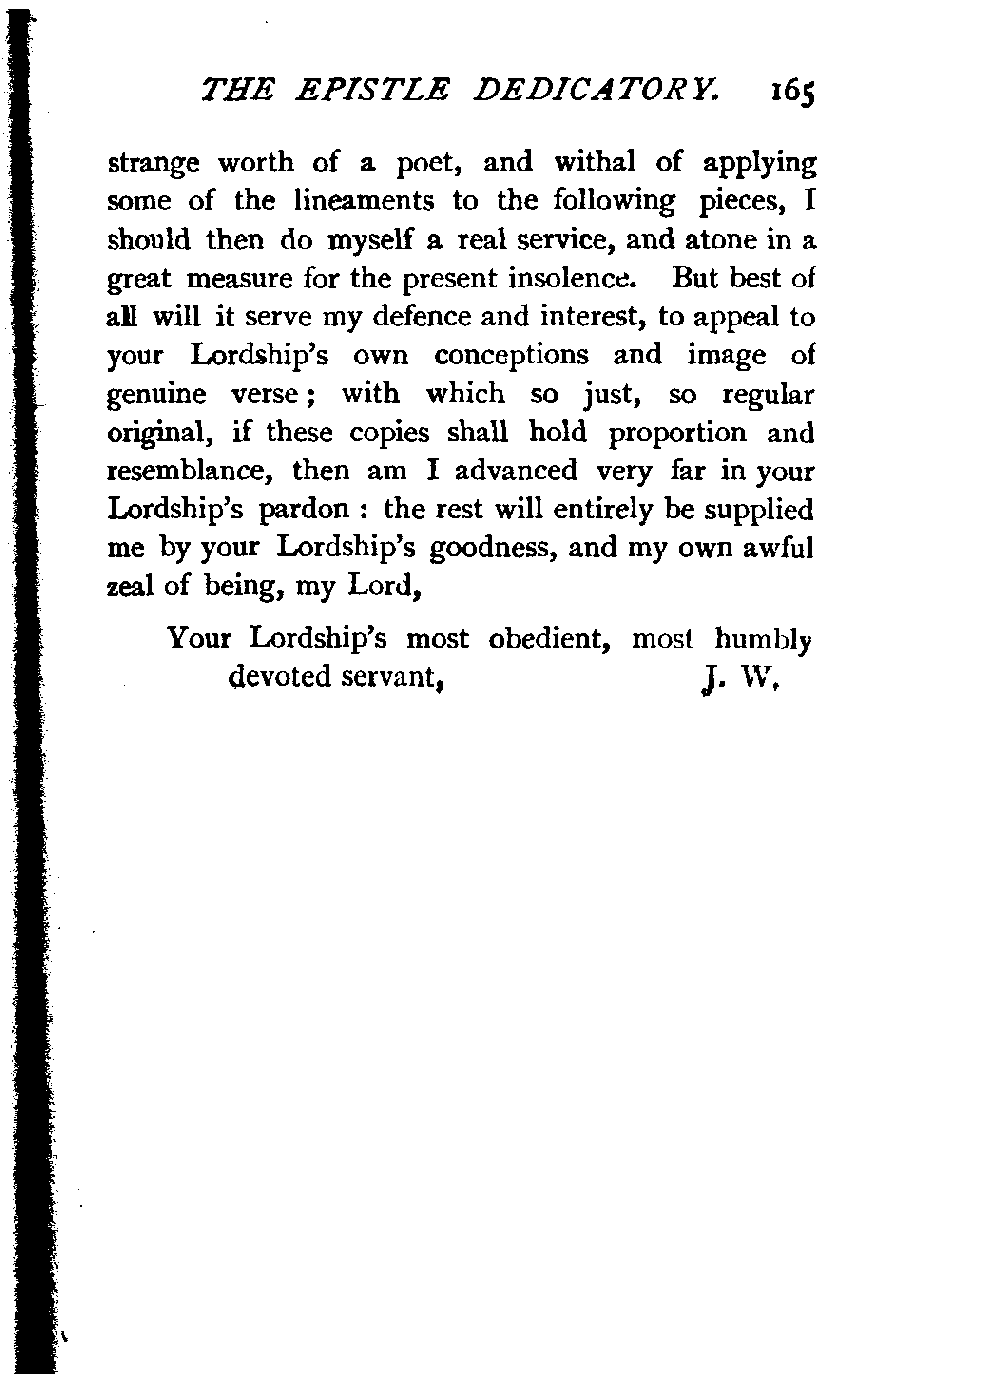 THE EPISTLE DEDICATORY. 165
strange worth of a poet, and withal of applying
some of the lineaments to the following pieces, I
should then do myself a real service, and atone in a
great measure for the present insolence. But best of
all will it serve my defence and interest, to appeal to
your Lordship's own conceptions and image of
genuine verse; with which so just, so regular
original, if these copies shall hold proportion and
resemblance, then am I advanced very far in your
Lordship's pardon : the rest will entirely be supplied
me by your Lordship's goodness, and my own awful
zeal of being, my Lord,
Your Lordship's most obedient, most humbly
devoted servant, J. W.